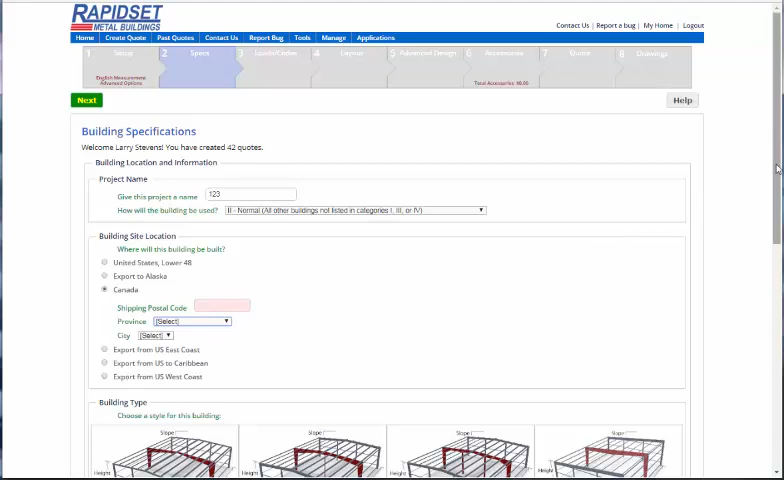 RAPIDSET
METAL BUILDINGS
Contact Us | Report a bug | My Home | Logout
Home Create Quote Past Quotes Contact Us Report Bug Tools Manage Applications
1 Setup 2 Specs 3 Loads/Codes 4 Layout 5 Advanced Design 6 Accessories 7 Quote 8 Drawings
English Measurement
Advanced Options
Total Accessories: $0.00
Next Help
Building Specifications
Welcome Larry Stevens! You have created 42 quotes.
Building Location and Information
Project Name
Give this project a name 123
How will the building be used? II - Normal (All other buildings not listed in categories I, III, or IV)
Building Site Location
Where will this building be built?
United States, Lower 48
Export to Alaska
Canada
Shipping Postal Code
Province [Select]
City [Select]
Export from US East Coast
Export from US to Caribbean
Export from US West Coast
Building Type
Choose a style for this building:
Slope Slope Slope Slope
Height Height Height Height